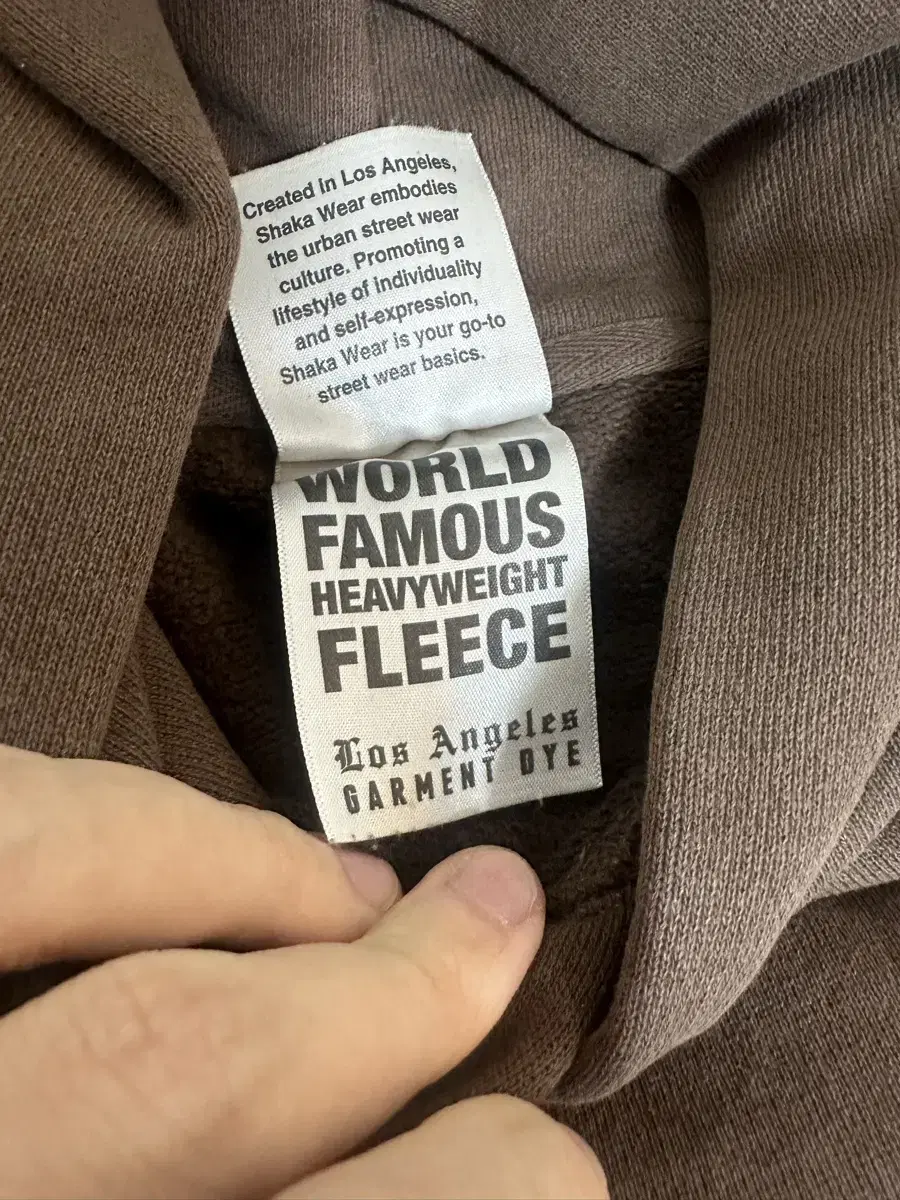 Created in Los Angeles,
Shaka Wear embodies
the urban street wear
culture. Promoting a
lifestyle of individuality
and self-expression,
Shaka Wear is your go-to
street wear basics.
WORLD
FAMOUS
HEAVYWEIGHT
FLEECE
Los Angeles
GARMENT DYE